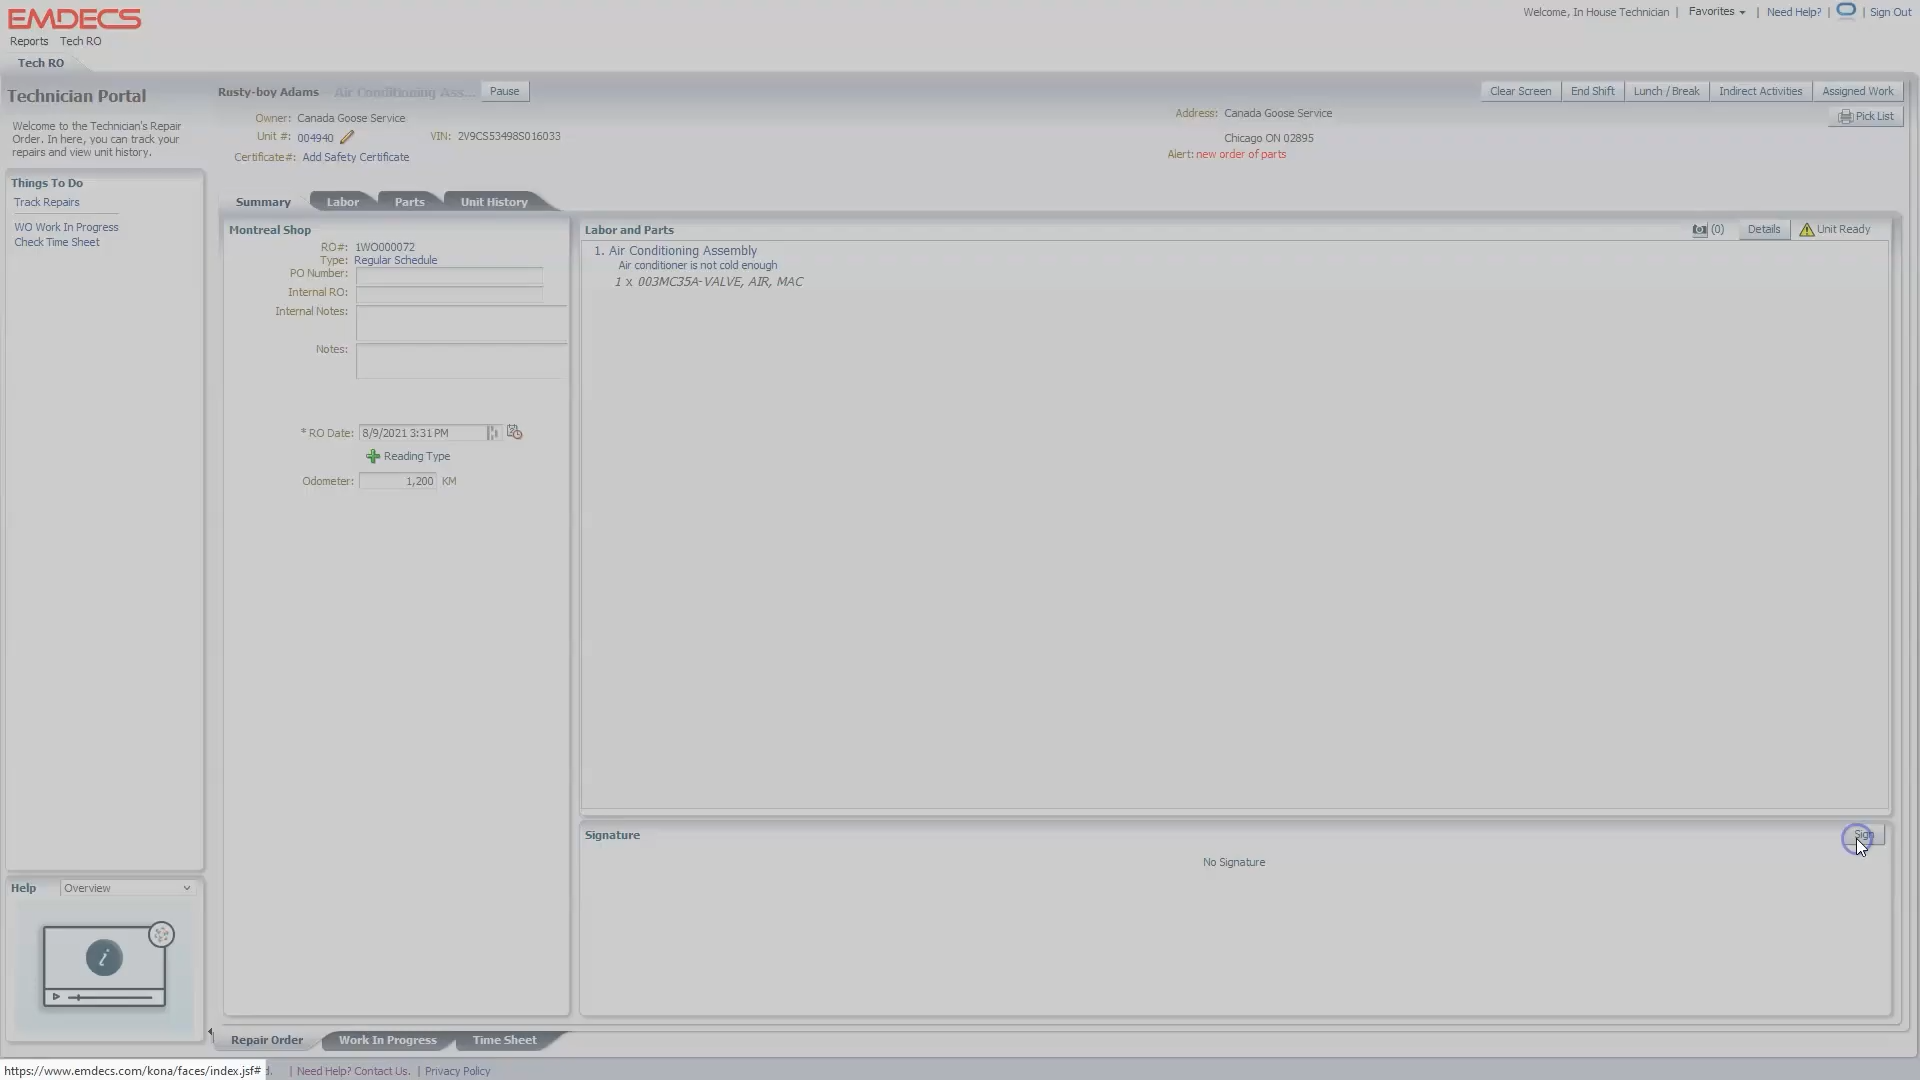 EMDECS
Welcome, In House Technician | Favorites | Need Help? | | Sign Out
Reports Tech RO
Tech RO
Technician Portal
Welcome to the Technician's Repair
Order. In here, you can track your
repairs and view unit history.
Things To Do
Track Repairs
WO Work In Progress
Check Time Sheet
Rusty-boy Adams Air Conditioning Ass... Pause
Clear Screen End Shift Lunch / Break Indirect Activities Assigned Work
Pick List
Owner: Canada Goose Service
Unit #: 004940 VIN: 2V9CS53498S016033
Certificate#: Add Safety Certificate
Address: Canada Goose Service
Chicago ON 02895
Alert: new order of parts
Summary Labor Parts Unit History
Montreal Shop
RO#: 1WO000072
Type: Regular Schedule
PO Number:
Internal RO:
Internal Notes:
Notes:
* RO Date: 8/9/2021 3:31 PM
Reading Type
Odometer: 1,200 KM
Labor and Parts
(0) Details Unit Ready
1. Air Conditioning Assembly
Air conditioner is not cold enough
1 x 003MC35A-VALVE, AIR, MAC
Signature Sign
No Signature
Help Overview
i
Repair Order Work In Progress Time Sheet
https://www.emdecs.com/kona/faces/index.jsf# d. | Need Help? Contact Us. | Privacy Policy